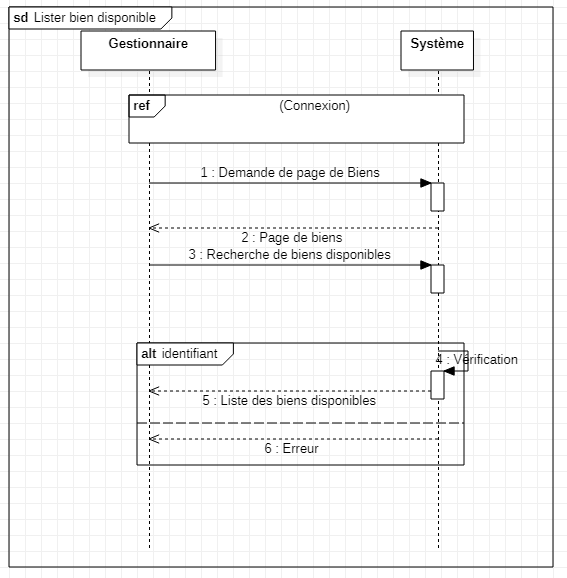 sd Lister bien disponible
Gestionnaire
Système
ref
(Connexion)
1 : Demande de page de Biens
2 : Page de biens
3 : Recherche de biens disponibles
alt identifiant
4 : Vérification
5 : Liste des biens disponibles
6 : Erreur